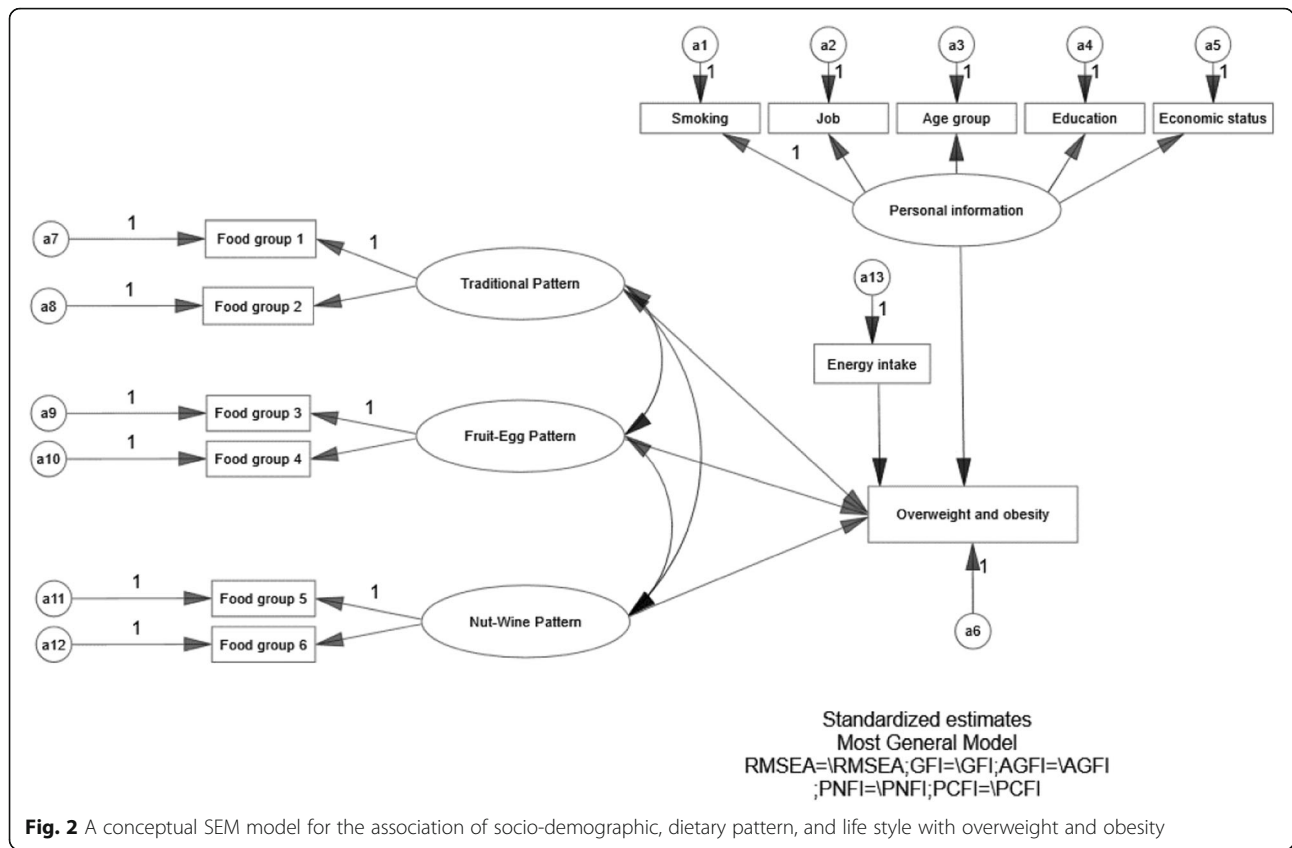 a1 a2 a3 a4 a5
1 1 1 1 1
Smoking Job Age group Education Economic status
1
Personal information
a7 1 Food group 1 1
Traditional Pattern
a8 1 Food group 2
a13
1
Energy intake
a9 1 Food group 3 1
Fruit-Egg Pattern
a10 1 Food group 4
Overweight and obesity
1
a6
a11 1 Food group 5 1
Nut-Wine Pattern
a12 1 Food group 6
Standardized estimates
Most General Model
RMSEA=\RMSEA;GFI=\GFI;AGFI=\AGFI
;PNFI=\PNFI;PCFI=\PCFI
Fig. 2 A conceptual SEM model for the association of socio-demographic, dietary pattern, and life style with overweight and obesity